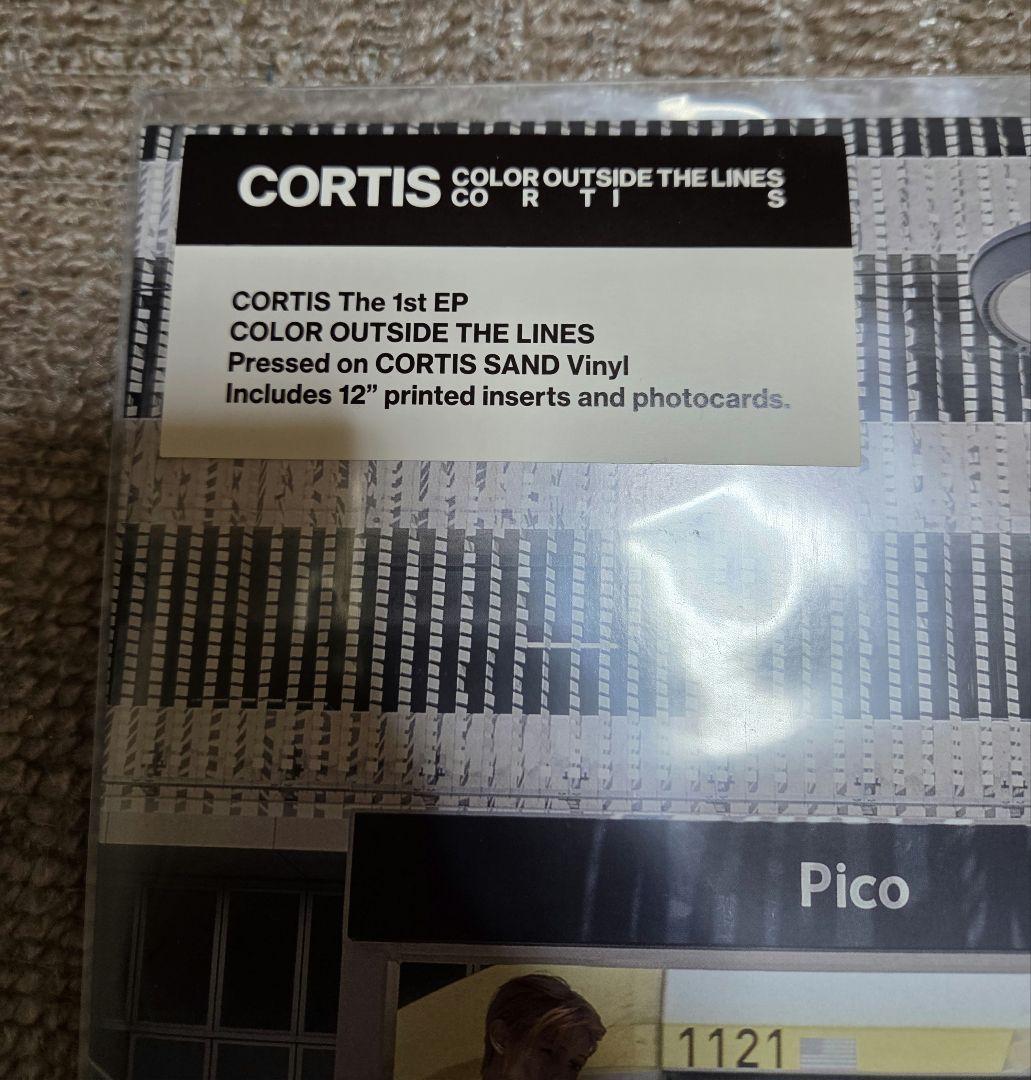 CORTIS COLOR OUTSIDE THE LINES
CO R T I S
CORTIS The 1st EP
COLOR OUTSIDE THE LINES
Pressed on CORTIS SAND Vinyl
Includes 12” printed inserts and photocards.
Pico
1121